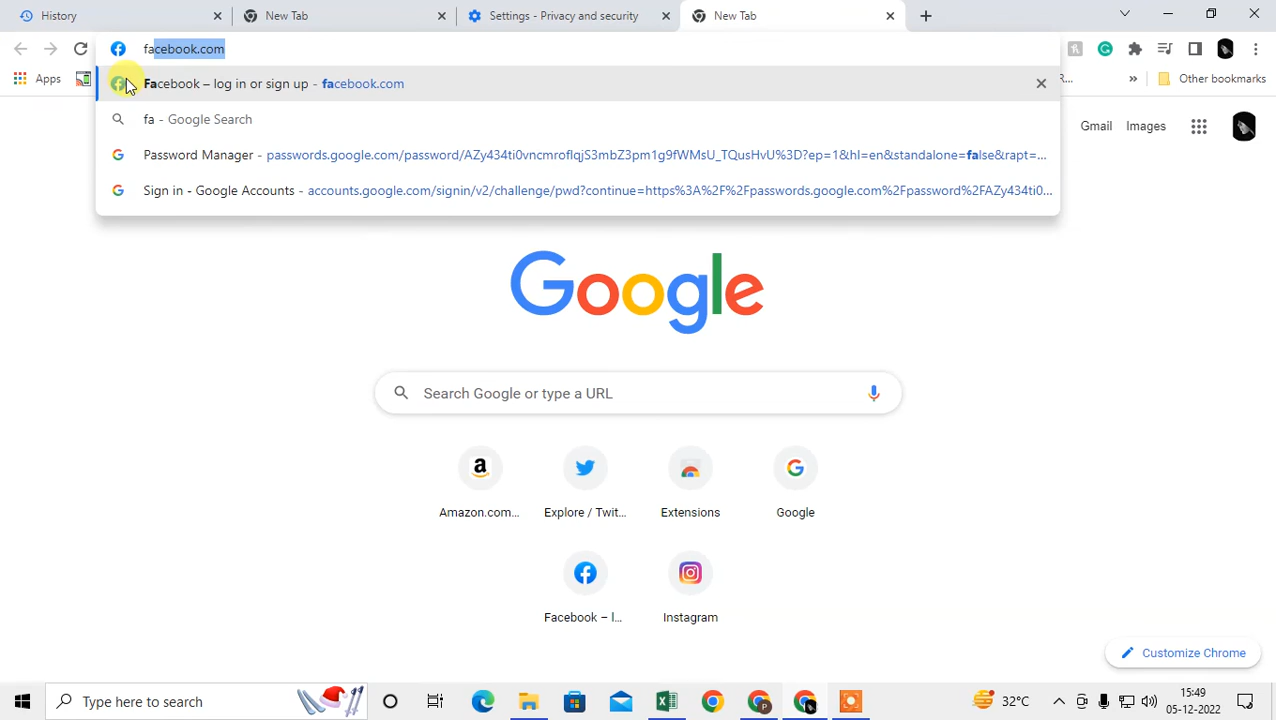 History
New Tab
Settings - Privacy and security
New Tab
facebook.com
Facebook – log in or sign up - facebook.com
fa - Google Search
Password Manager - passwords.google.com/password/AZy434ti0vncmroflqjS3mbZ3pm1g9fWMsU_TQusHvU%3D?ep=1&hl=en&standalone=false&rapt=...
Sign in - Google Accounts - accounts.google.com/signin/v2/challenge/pwd?continue=https%3A%2F%2Fpasswords.google.com%2Fpassword%2FAZy434ti0...
Apps
R...
»
Other bookmarks
Gmail
Images
Google
Search Google or type a URL
Amazon.com...
Explore / Twit...
Extensions
Google
Facebook – l...
Instagram
Customize Chrome
Type here to search
32°C
15:49
05-12-2022